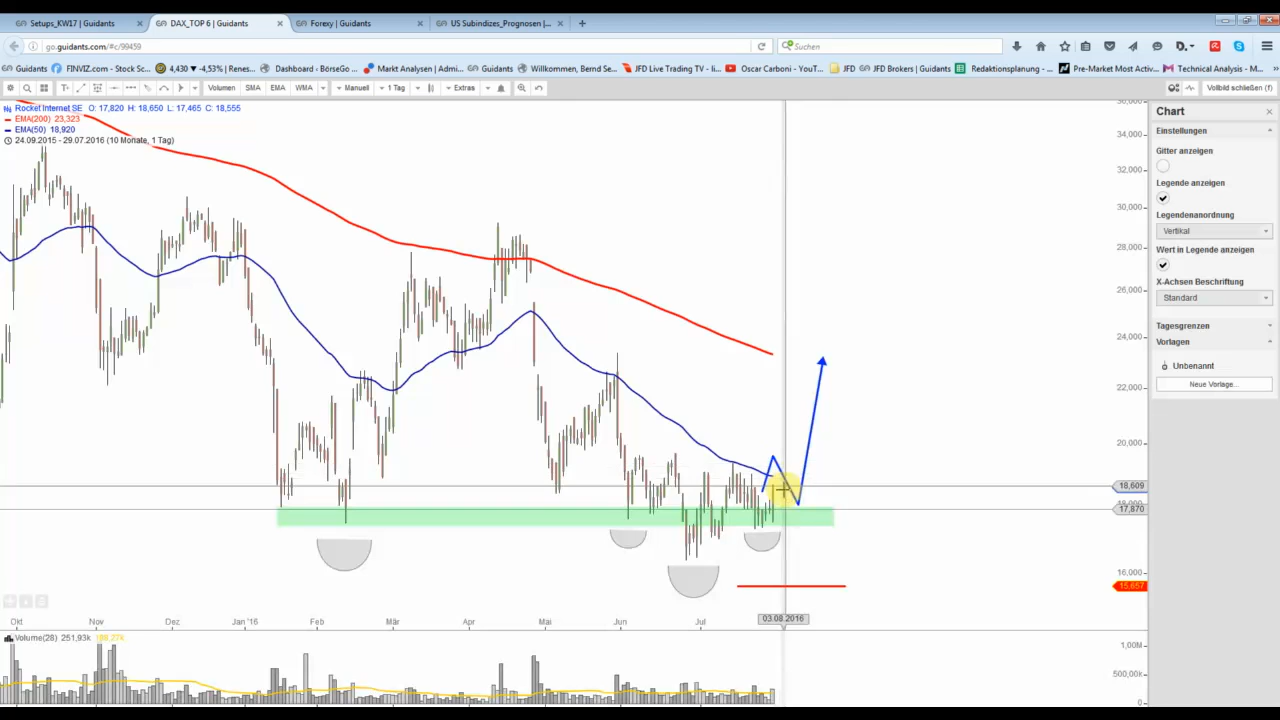 Setups_KW17 | Guidants
DAX_TOP 6 | Guidants
Forexy | Guidants
US Subindizes_Prognosen |...
go.guidants.com/#c/99459
Suchen
Guidants
FINVIZ.com - Stock Sc...
4,430 ▼ -4,53% | Renes...
Dashboard - BörseGo ...
Markt Analysen | Admi...
Guidants
Willkommen, Bernd Se...
JFD Live Trading TV - li...
Oscar Carboni - YouT...
JFD
JFD Brokers | Guidants
Redaktionsplanung - ...
Pre-Market Most Activ...
Technical Analysis - M...
Volumen SMA EMA WMA Manuell 1 Tag Extras
Vollbild schließen (f)
Rocket Internet SE O: 17,820 H: 18,650 L: 17,465 C: 18,555
EMA(200) 23,323
EMA(50) 18,920
24.09.2015 - 29.07.2016 (10 Monate, 1 Tag)
34,000
32,000
30,000
28,000
26,000
24,000
22,000
20,000
18,609
17,870
16,000
15,657
Okt Nov Dez Jan'16 Feb Mär Apr Mai Jun Jul 03.08.2016
Volume(28) 251,93k
1,00M
500,00k
0
Chart
Einstellungen
Gitter anzeigen
Legende anzeigen
Legendenanordnung
Vertikal
Wert in Legende anzeigen
X-Achsen Beschriftung
Standard
Tagesgrenzen
Vorlagen
Unbenannt
Neue Vorlage...